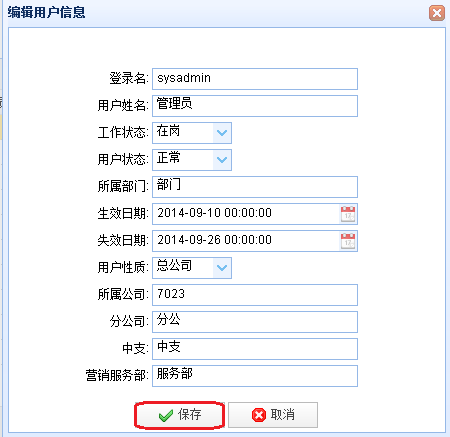 编辑用户信息
登录名: sysadmin
用户姓名: 管理员
工作状态: 在岗
用户状态: 正常
所属部门: 部门
生效日期: 2014-09-10 00:00:00
失效日期: 2014-09-26 00:00:00
用户性质: 总公司
所属公司: 7023
分公司: 分公
中支: 中支
营销服务部: 服务部
保存 取消